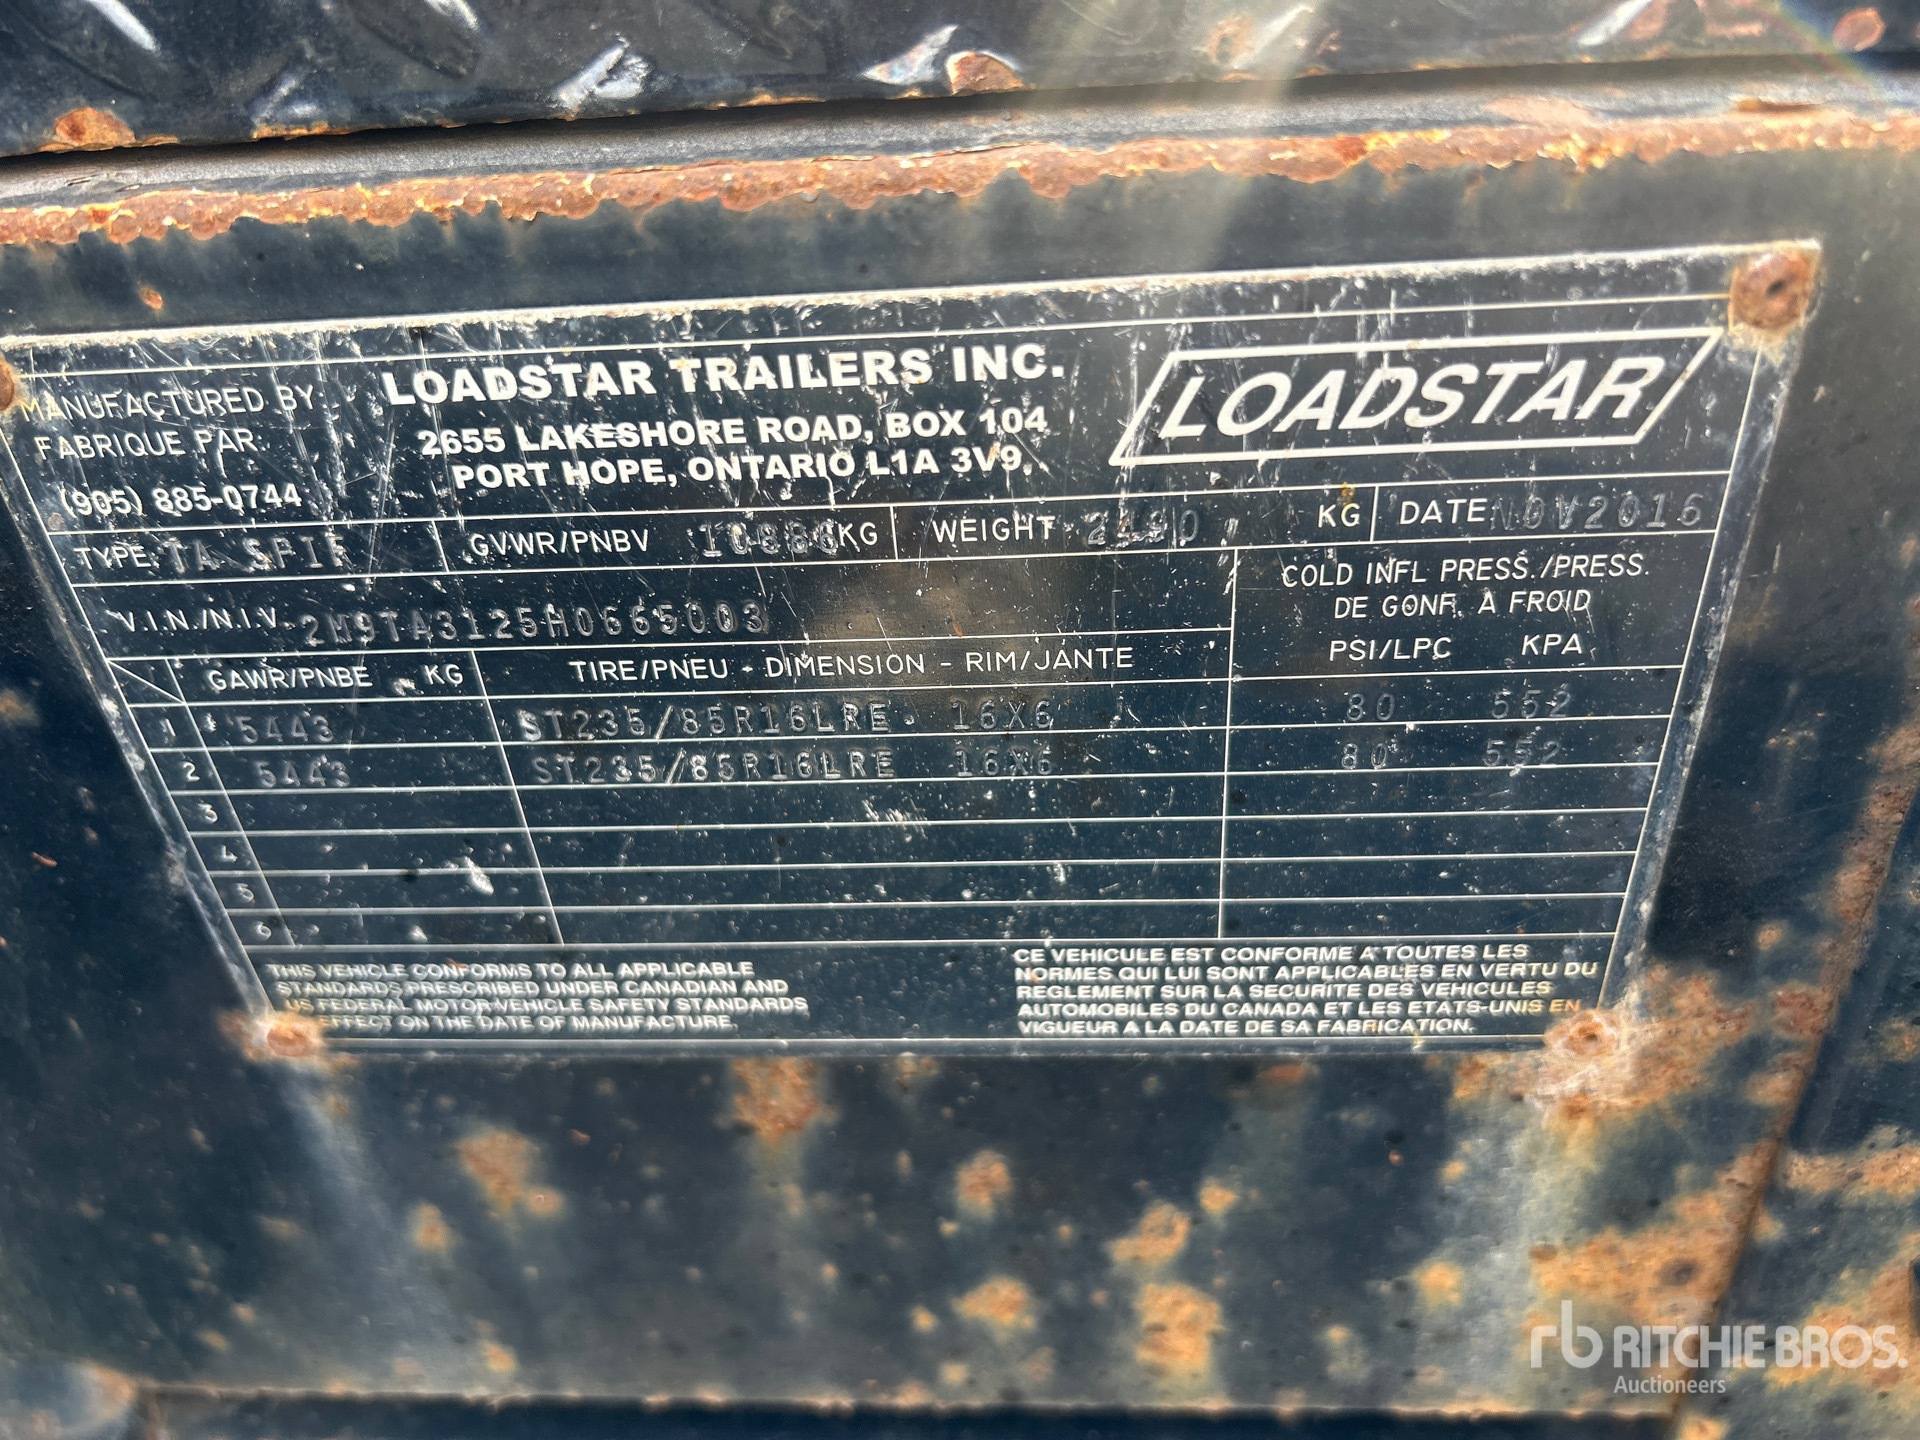 MANUFACTURED BY
FABRIQUE PAR
(905) 885-0744
LOADSTAR TRAILERS INC.
2655 LAKESHORE ROAD, BOX 104
PORT HOPE, ONTARIO L1A 3V9.
LOADSTAR
TYPE TA GVWR/PNBV 10886 KG WEIGHT 2490 KG DATE NOV2016
V.I.N./N.I.V. 2M9TA3125H0665003
COLD INFL PRESS./PRESS.
DE GONF. A FROID
PSI/LPC KPA
GAWR/PNBE KG TIRE/PNEU - DIMENSION - RIM/JANTE
1 5443 ST235/85R16LRE 16X6 80 552
2 5443 ST235/85R16LRE 16X6 80 552
3
4
5
6
THIS VEHICLE CONFORMS TO ALL APPLICABLE
STANDARDS PRESCRIBED UNDER CANADIAN AND
US FEDERAL MOTOR VEHICLE SAFETY STANDARDS
EFFECT ON THE DATE OF MANUFACTURE.
CE VEHICULE EST CONFORME A TOUTES LES
NORMES QUI LUI SONT APPLICABLES EN VERTU DU
REGLEMENT SUR LA SECURITE DES VEHICULES
AUTOMOBILES DU CANADA ET LES ETATS-UNIS EN
VIGUEUR A LA DATE DE SA FABRICATION.
rb RITCHIE BROS.
Auctioneers